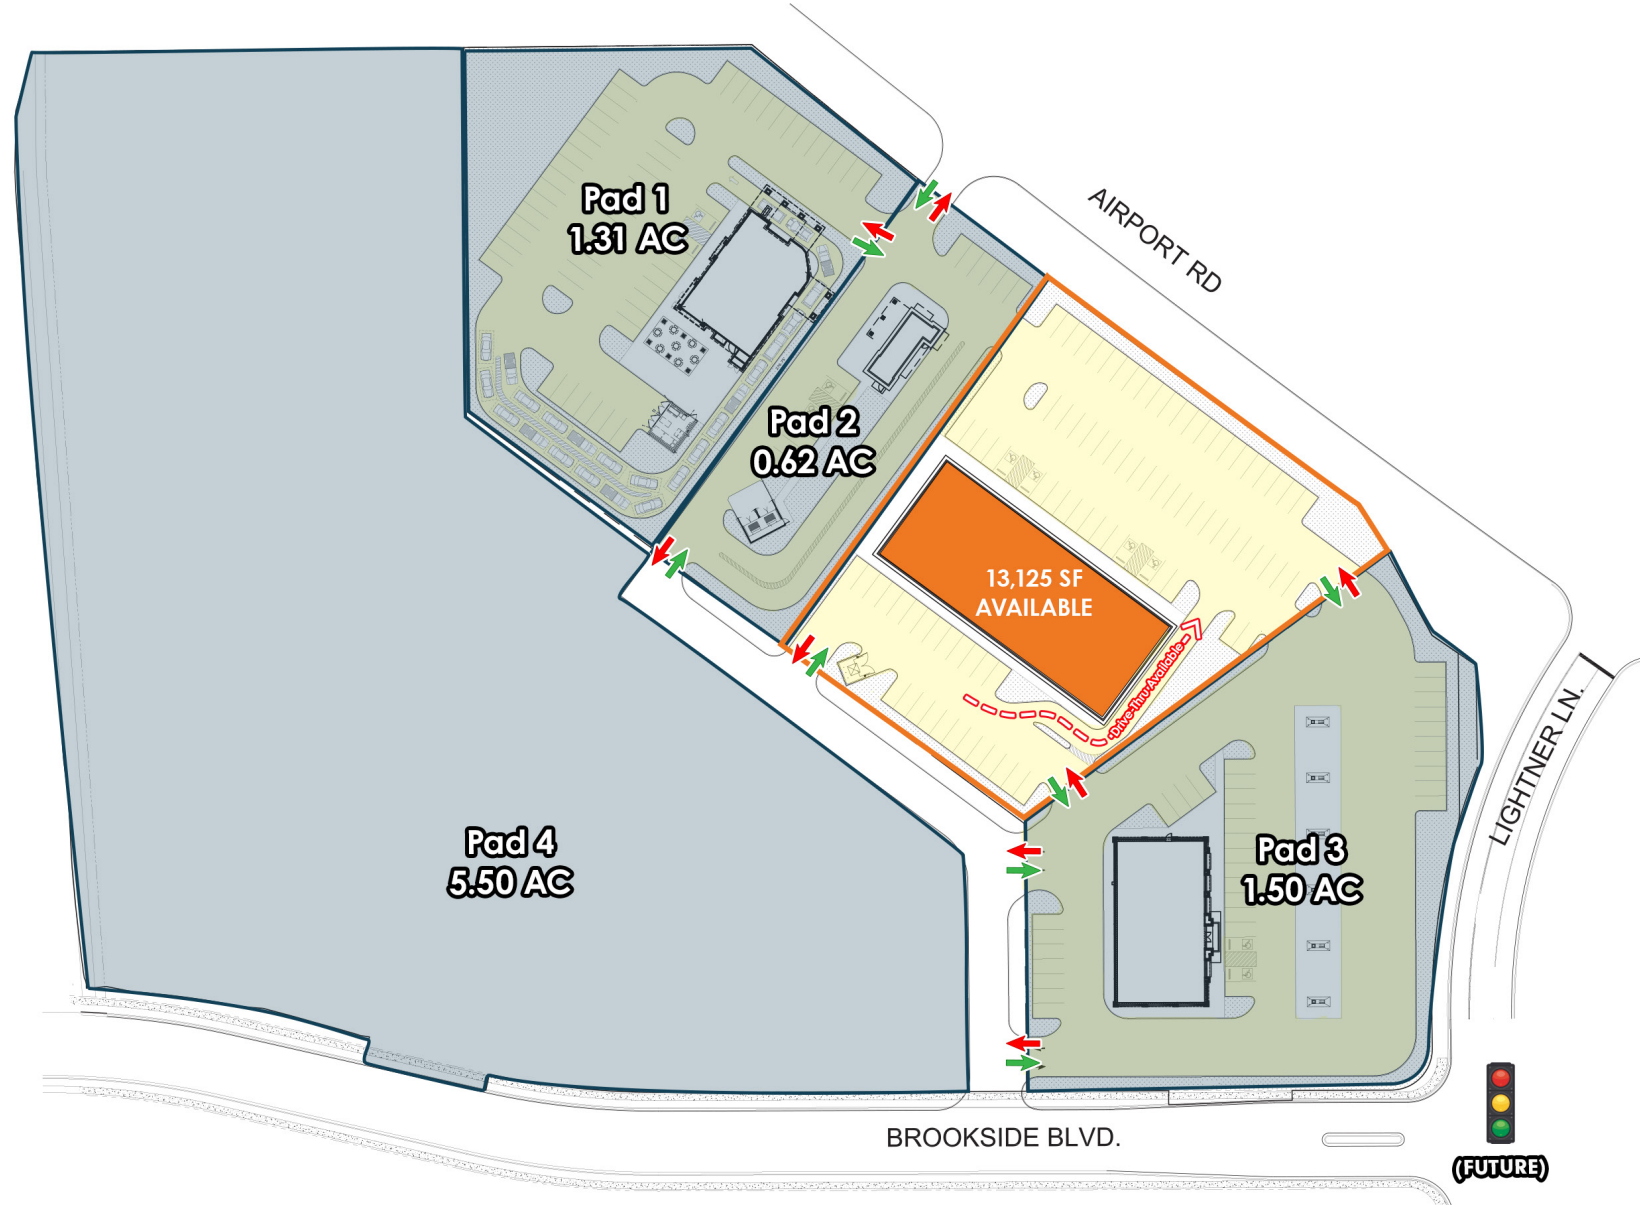 Pad 1
1.31 AC
AIRPORT RD
Pad 2
0.62 AC
13,125 SF
AVAILABLE
Drive-Thru-Available
LIGHTNER LN.
Pad 4
5.50 AC
Pad 3
1.50 AC
BROOKSIDE BLVD.
(FUTURE)